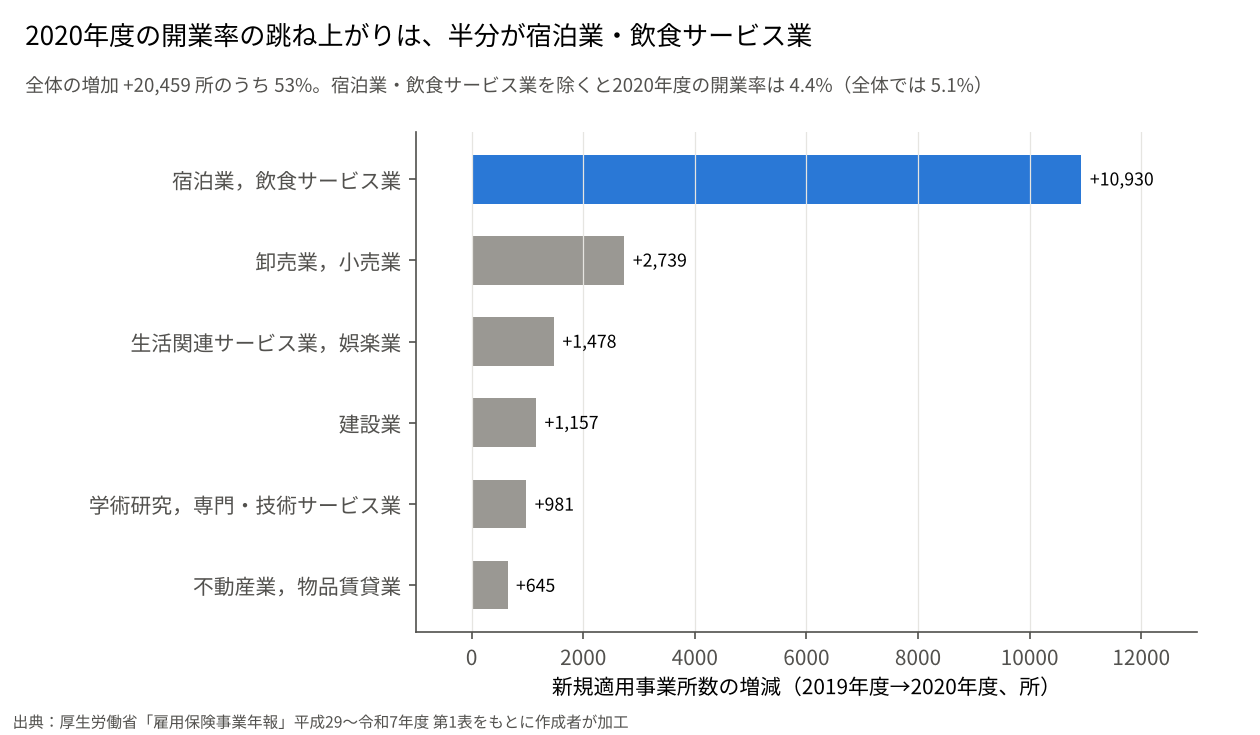 2020年度の開業率の跳ね上がりは、半分が宿泊業・飲食サービス業
全体の増加 +20,459 所のうち 53%。宿泊業・飲食サービス業を除くと2020年度の開業率は 4.4%（全体では 5.1%）
宿泊業，飲食サービス業 +10,930
卸売業，小売業 +2,739
生活関連サービス業，娯楽業 +1,478
建設業 +1,157
学術研究，専門・技術サービス業 +981
不動産業，物品賃貸業 +645
0 2000 4000 6000 8000 10000 12000
新規適用事業所数の増減（2019年度→2020年度、所）
出典：厚生労働省「雇用保険事業年報」平成29～令和7年度 第1表をもとに作成者が加工